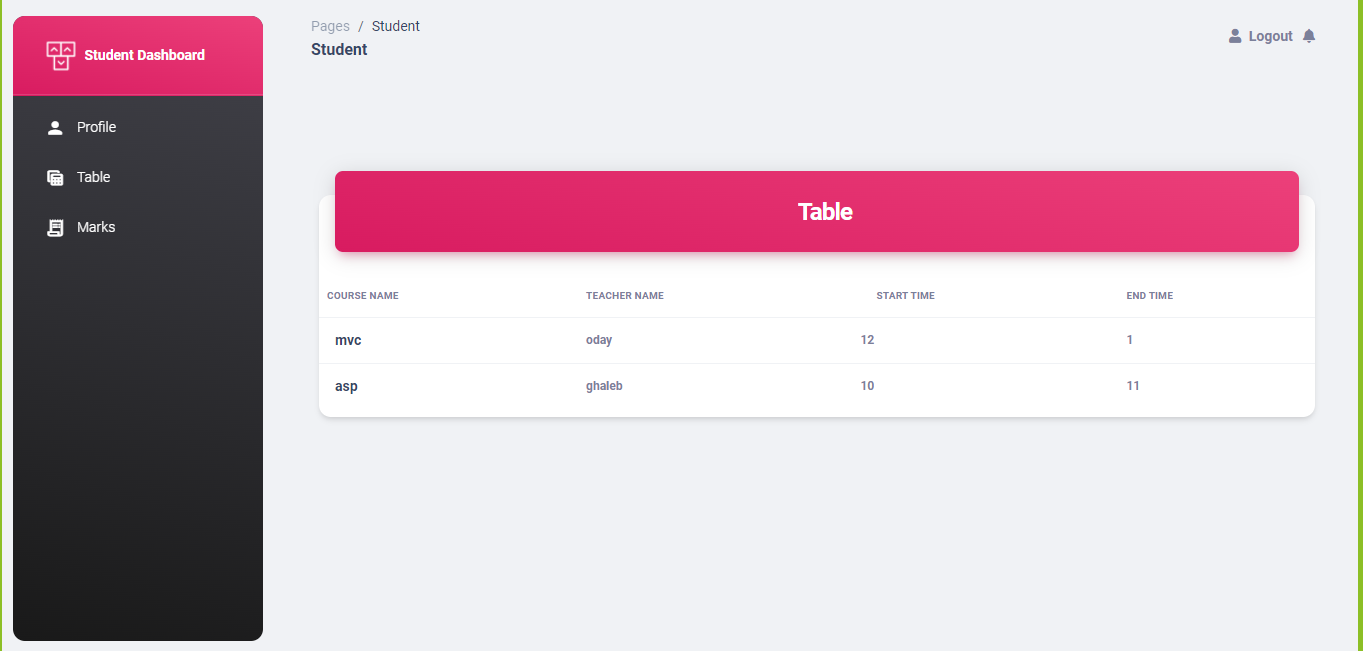 Student Dashboard
Profile
Table
Marks
Pages / Student
Student
Logout
Table
COURSE NAME TEACHER NAME START TIME END TIME
mvc oday 12 1
asp ghaleb 10 11